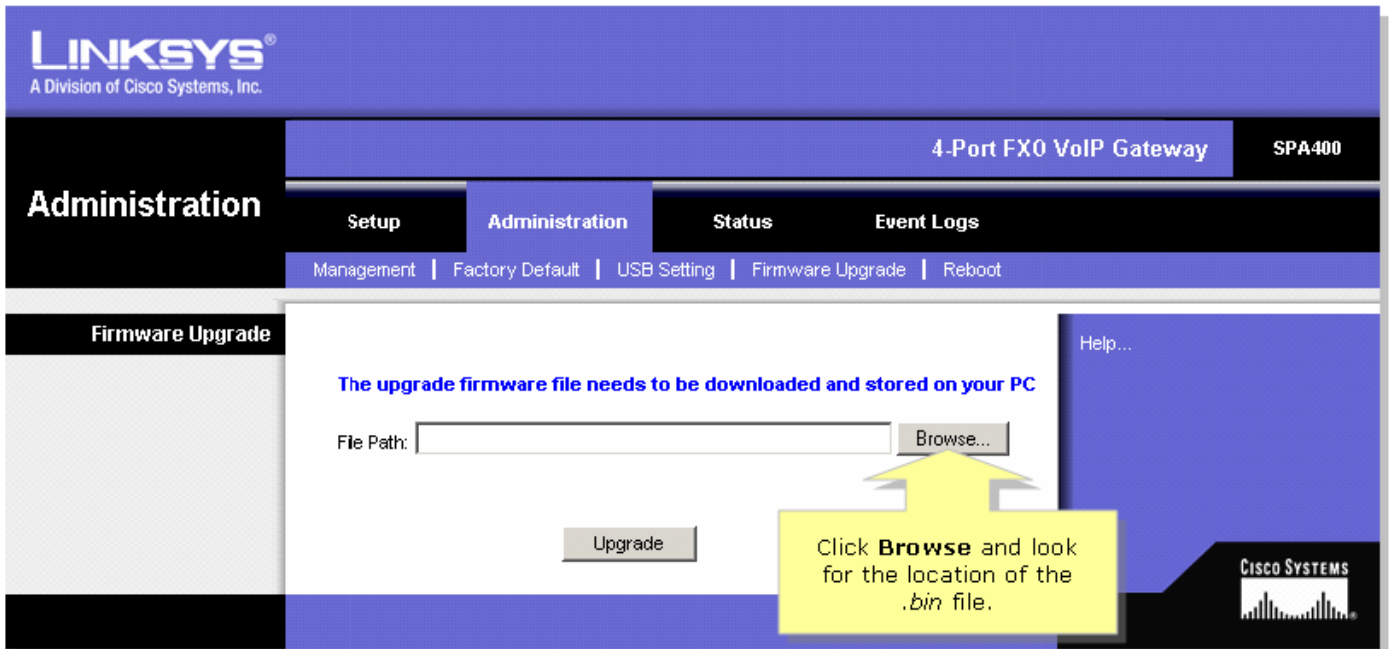 LINKSYS®
A Division of Cisco Systems, Inc.
4-Port FXO VoIP Gateway
SPA400
Administration
Setup
Administration
Status
Event Logs
Management | Factory Default | USB Setting | Firmware Upgrade | Reboot
Firmware Upgrade
Help...
The upgrade firmware file needs to be downloaded and stored on your PC
File Path:
Browse...
Upgrade
Click Browse and look
for the location of the
.bin file.
CISCO SYSTEMS